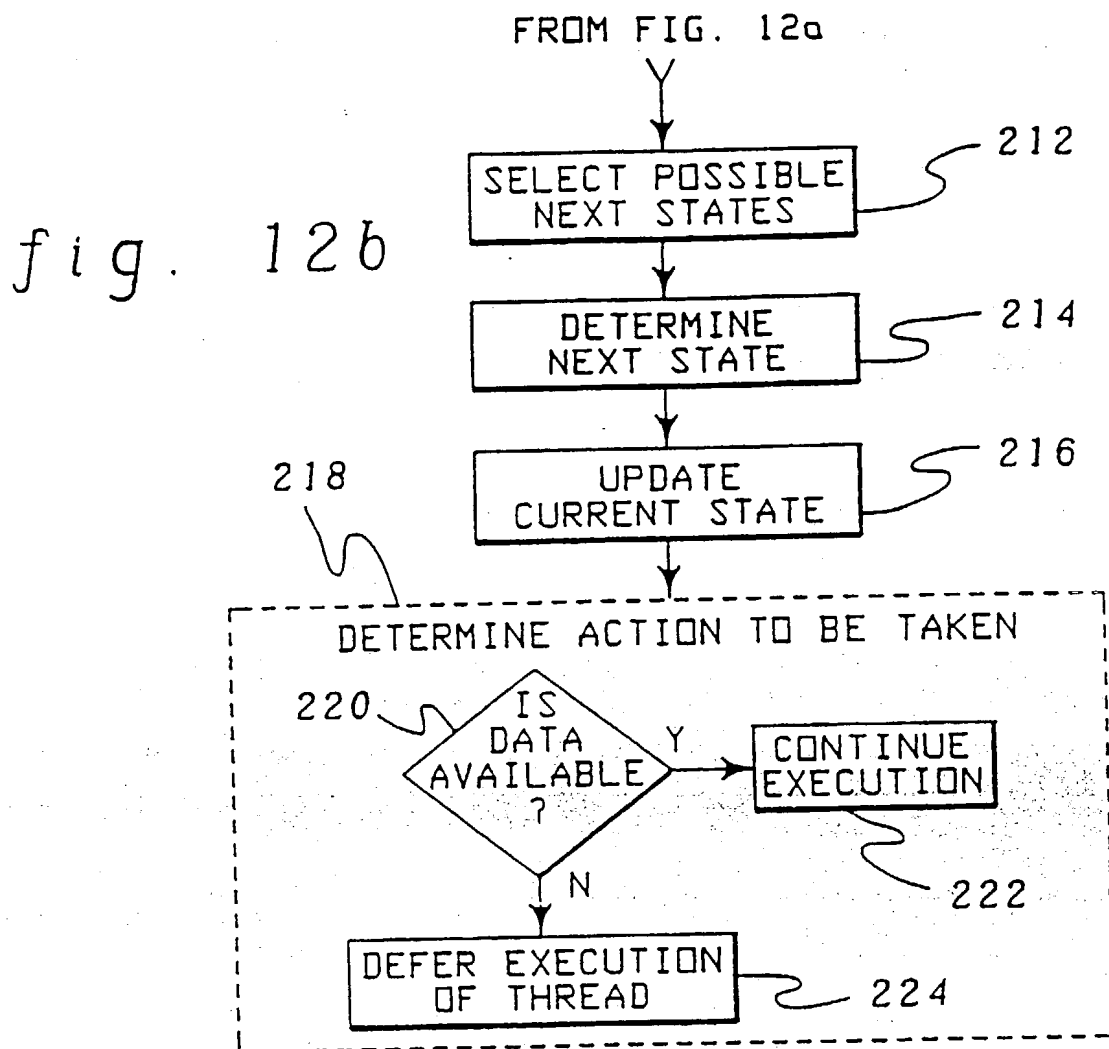 FROM FIG. 12a
212
SELECT POSSIBLE
NEXT STATES
fig. 12b
214
DETERMINE
NEXT STATE
216
UPDATE
CURRENT STATE
218
DETERMINE ACTION TO BE TAKEN
220
IS
DATA
AVAILABLE
?
Y
CONTINUE
EXECUTION
N
222
DEFER EXECUTION
OF THREAD
224